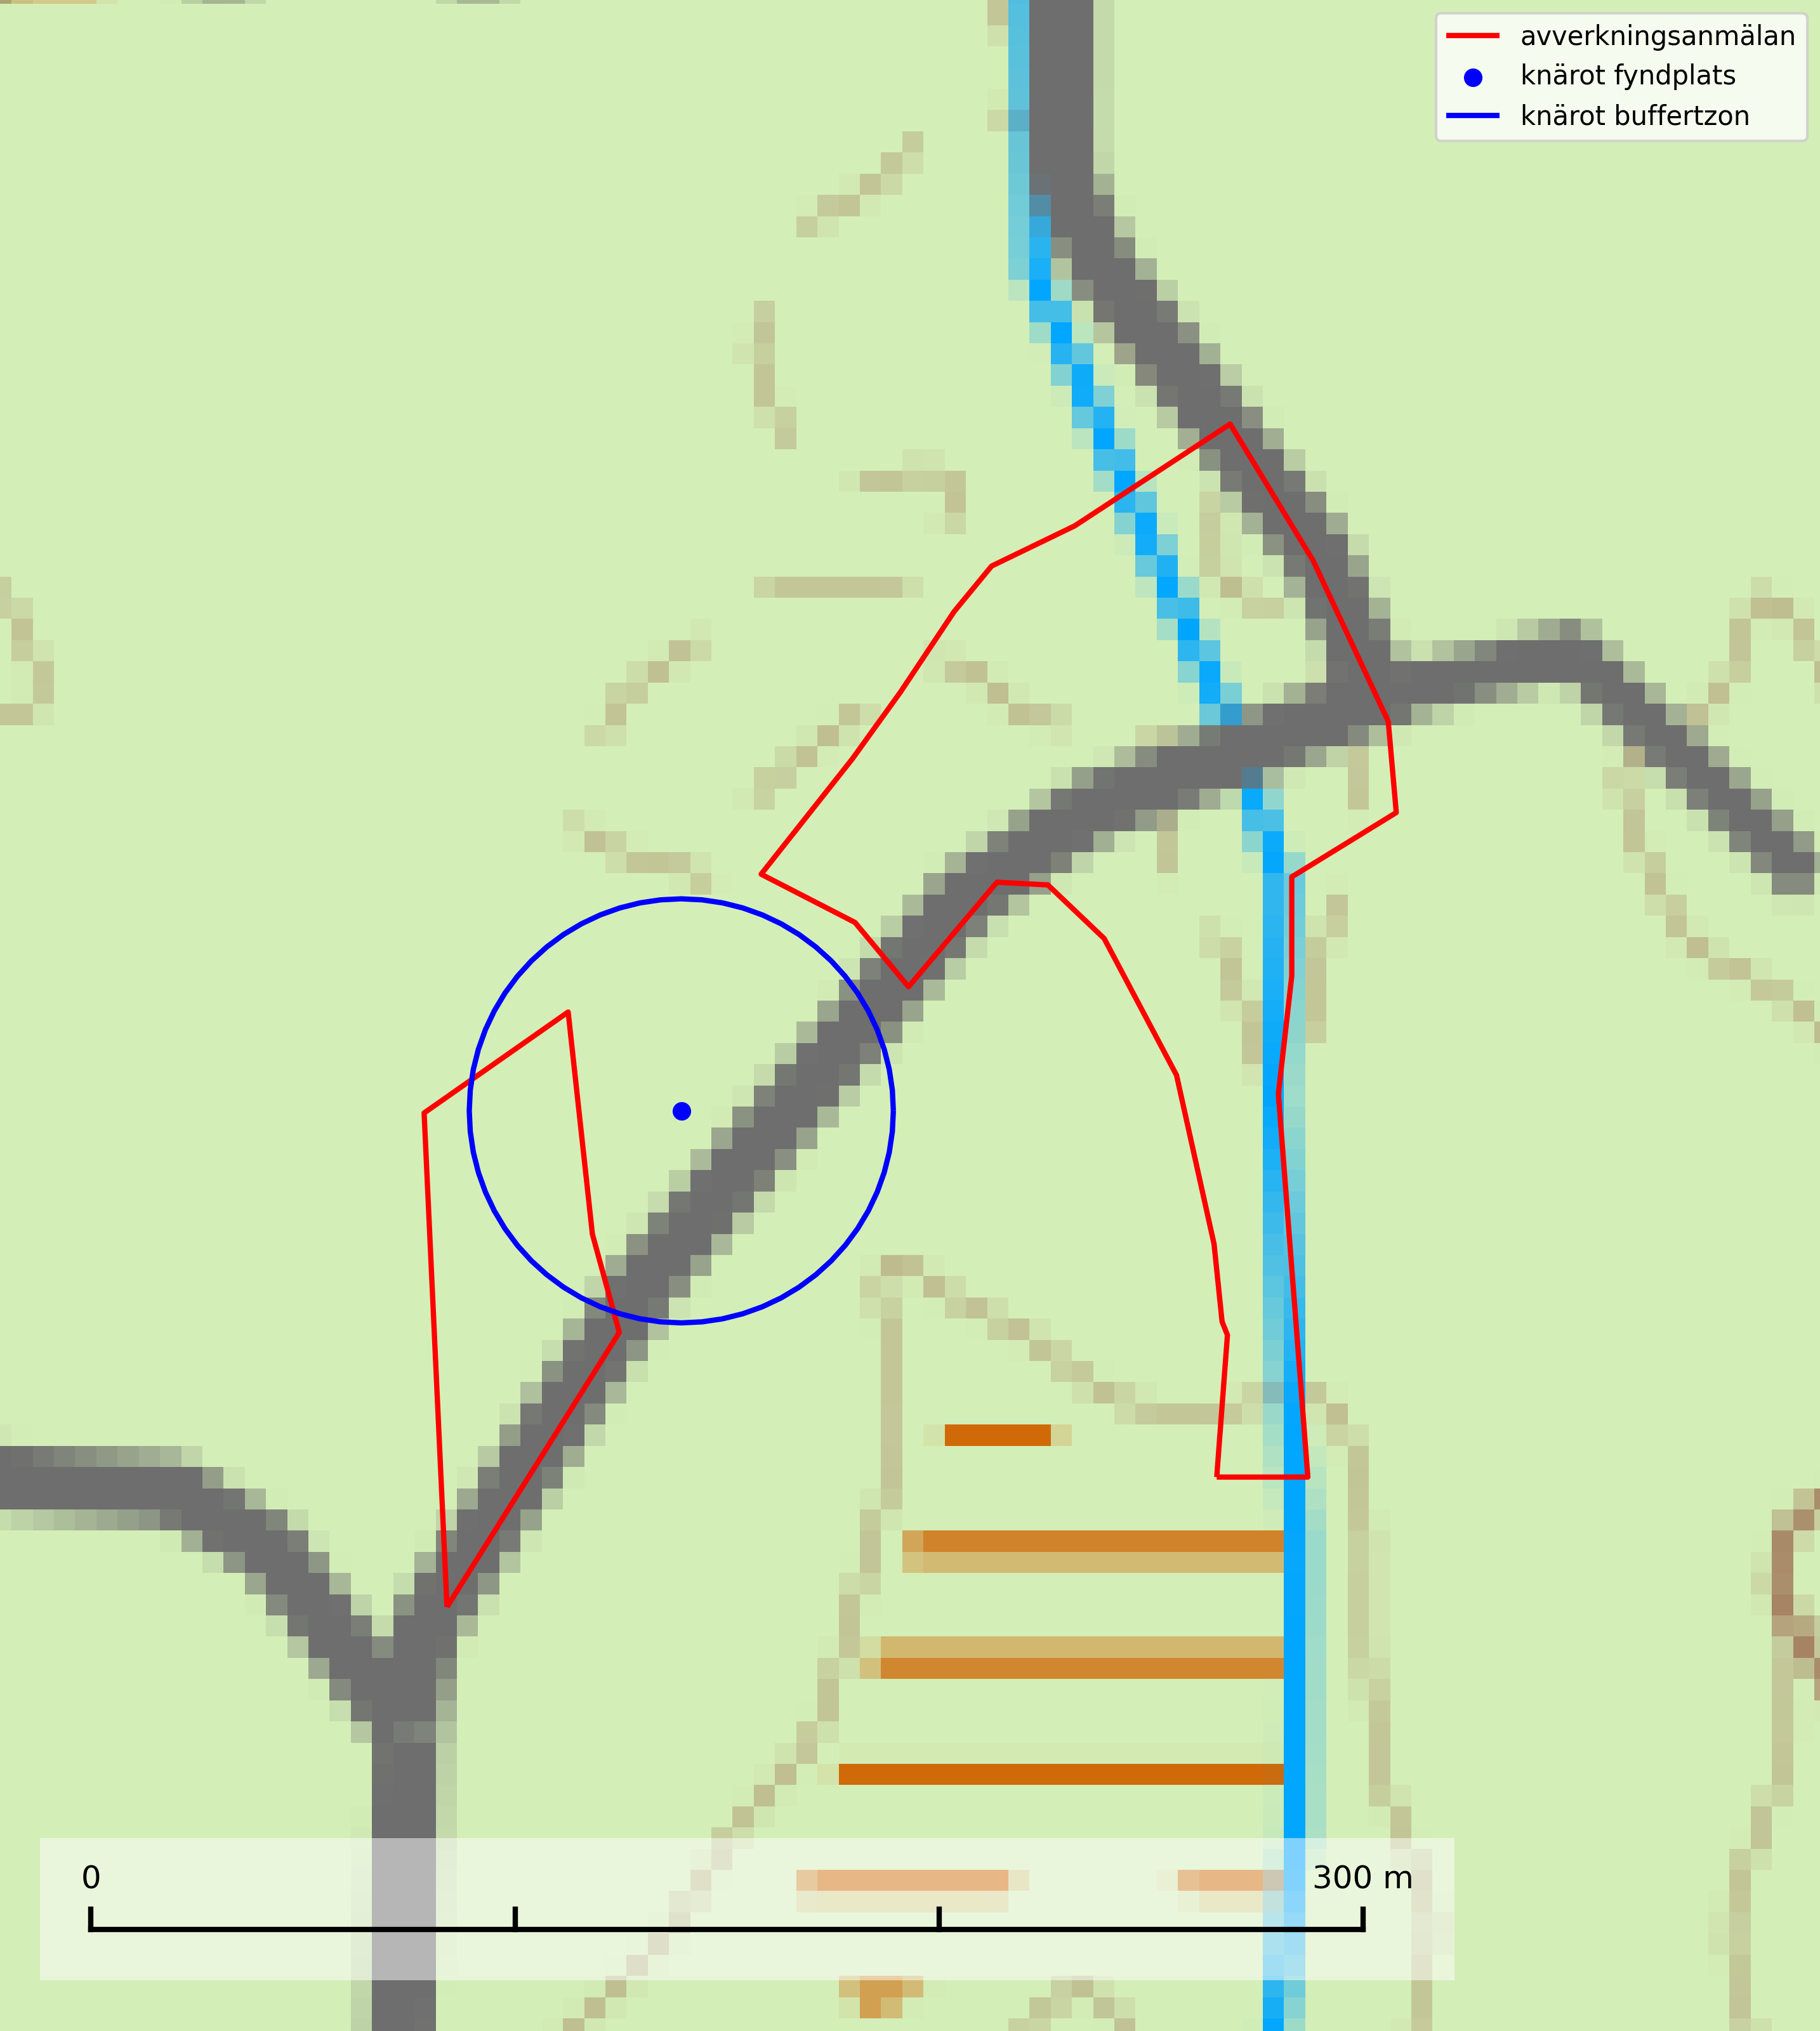 avverkningsanmälan
knärot fyndplats
knärot buffertzon
0
300 m